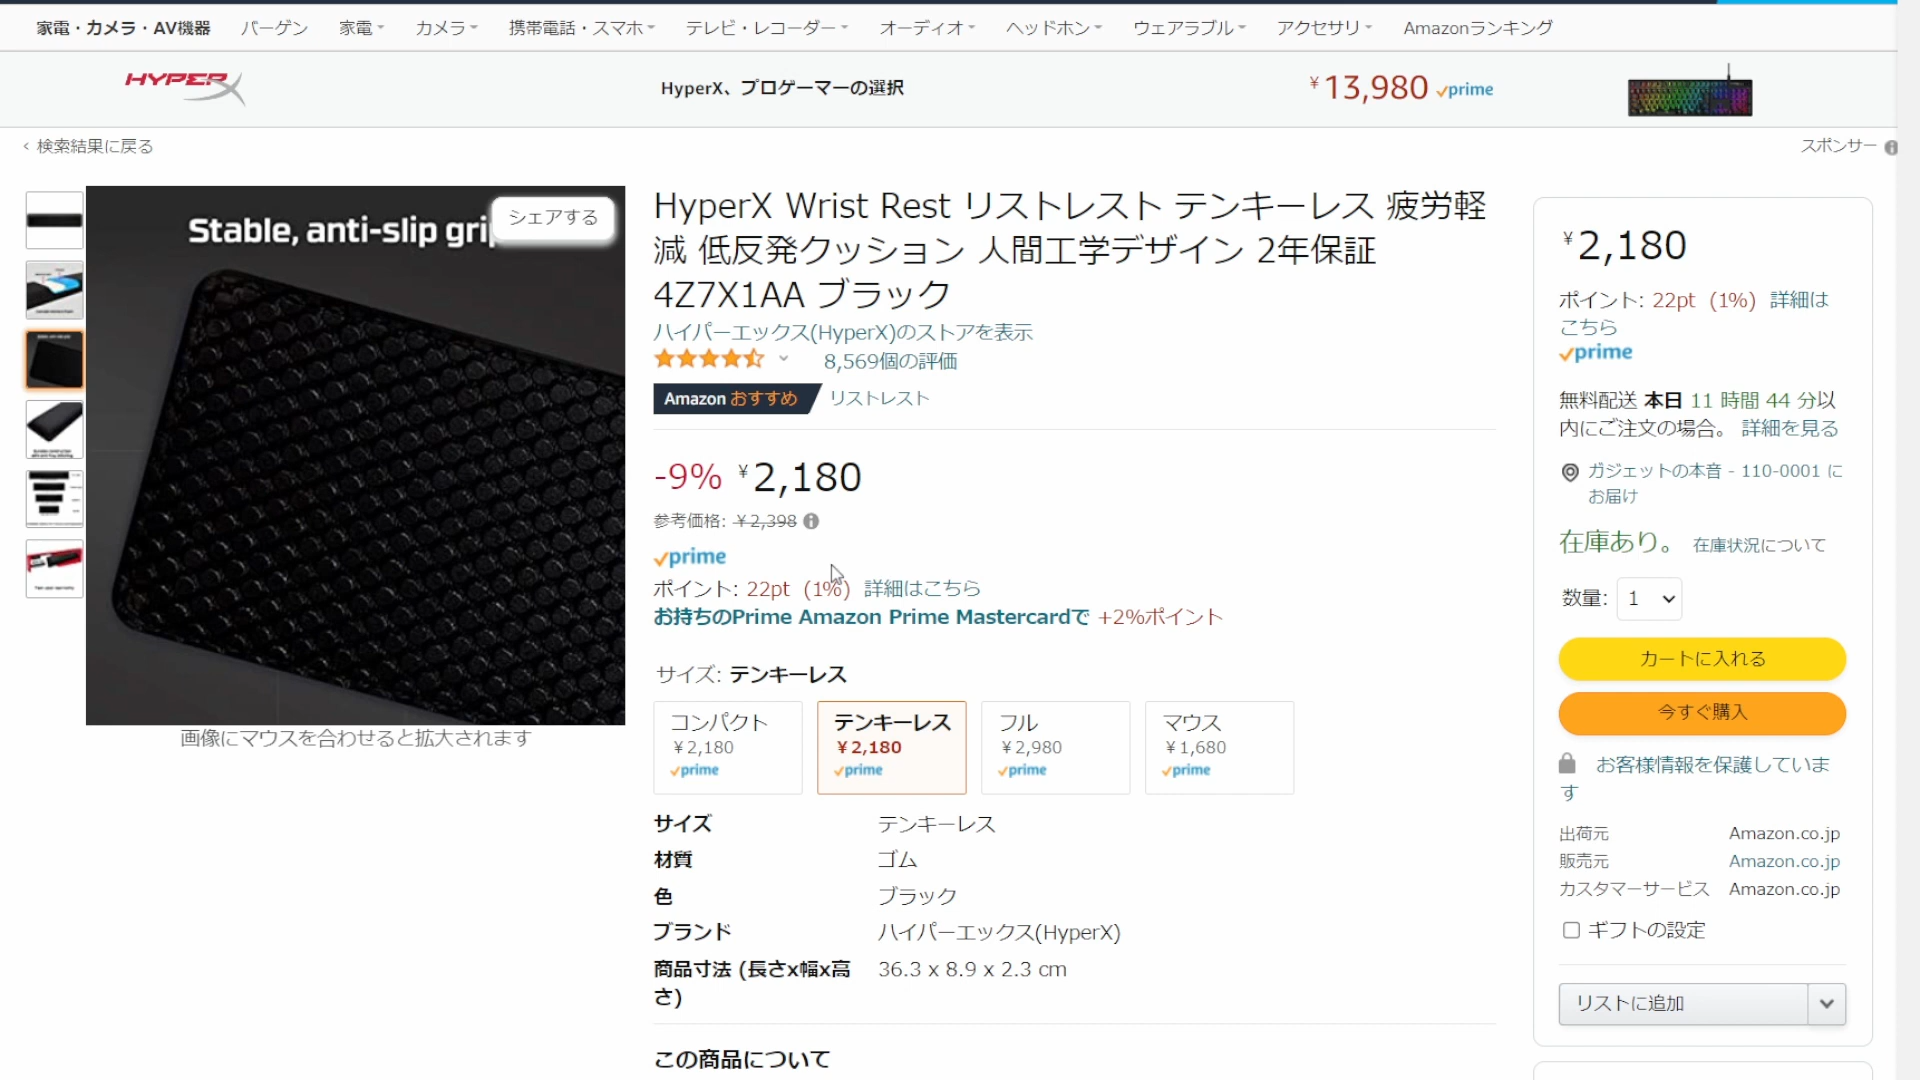 家電・カメラ・AV機器 バーゲン 家電 カメラ 携帯電話・スマホ テレビ・レコーダー オーディオ ヘッドホン ウェアラブル アクセサリ Amazonランキング
HYPERX HyperX、プロゲーマーの選択 ¥13,980 prime
‹ 検索結果に戻る
スポンサー
Stable, anti-slip gri
シェアする
画像にマウスを合わせると拡大されます
HyperX Wrist Rest リストレスト テンキーレス 疲労軽
減 低反発クッション 人間工学デザイン 2年保証
4Z7X1AA ブラック
ハイパーエックス(HyperX)のストアを表示
8,569個の評価
Amazon おすすめ リストレスト
-9% ¥2,180
参考価格: ¥2,398
prime
ポイント: 22pt (1%) 詳細はこちら
お持ちのPrime Amazon Prime Mastercardで +2%ポイント
サイズ: テンキーレス
コンパクト
¥2,180
prime
テンキーレス
¥2,180
prime
フル
¥2,980
prime
マウス
¥1,680
prime
サイズ テンキーレス
材質 ゴム
色 ブラック
ブランド ハイパーエックス(HyperX)
商品寸法 (長さx幅x高 36.3 x 8.9 x 2.3 cm
さ)
この商品について
¥2,180
ポイント: 22pt (1%) 詳細は
こちら
prime
無料配送 本日 11 時間 44 分以
内にご注文の場合。 詳細を見る
ガジェットの本音 - 110-0001 に
お届け
在庫あり。 在庫状況について
数量: 1
カートに入れる
今すぐ購入
お客様情報を保護していま
す
出荷元 Amazon.co.jp
販売元 Amazon.co.jp
カスタマーサービス Amazon.co.jp
ギフトの設定
リストに追加